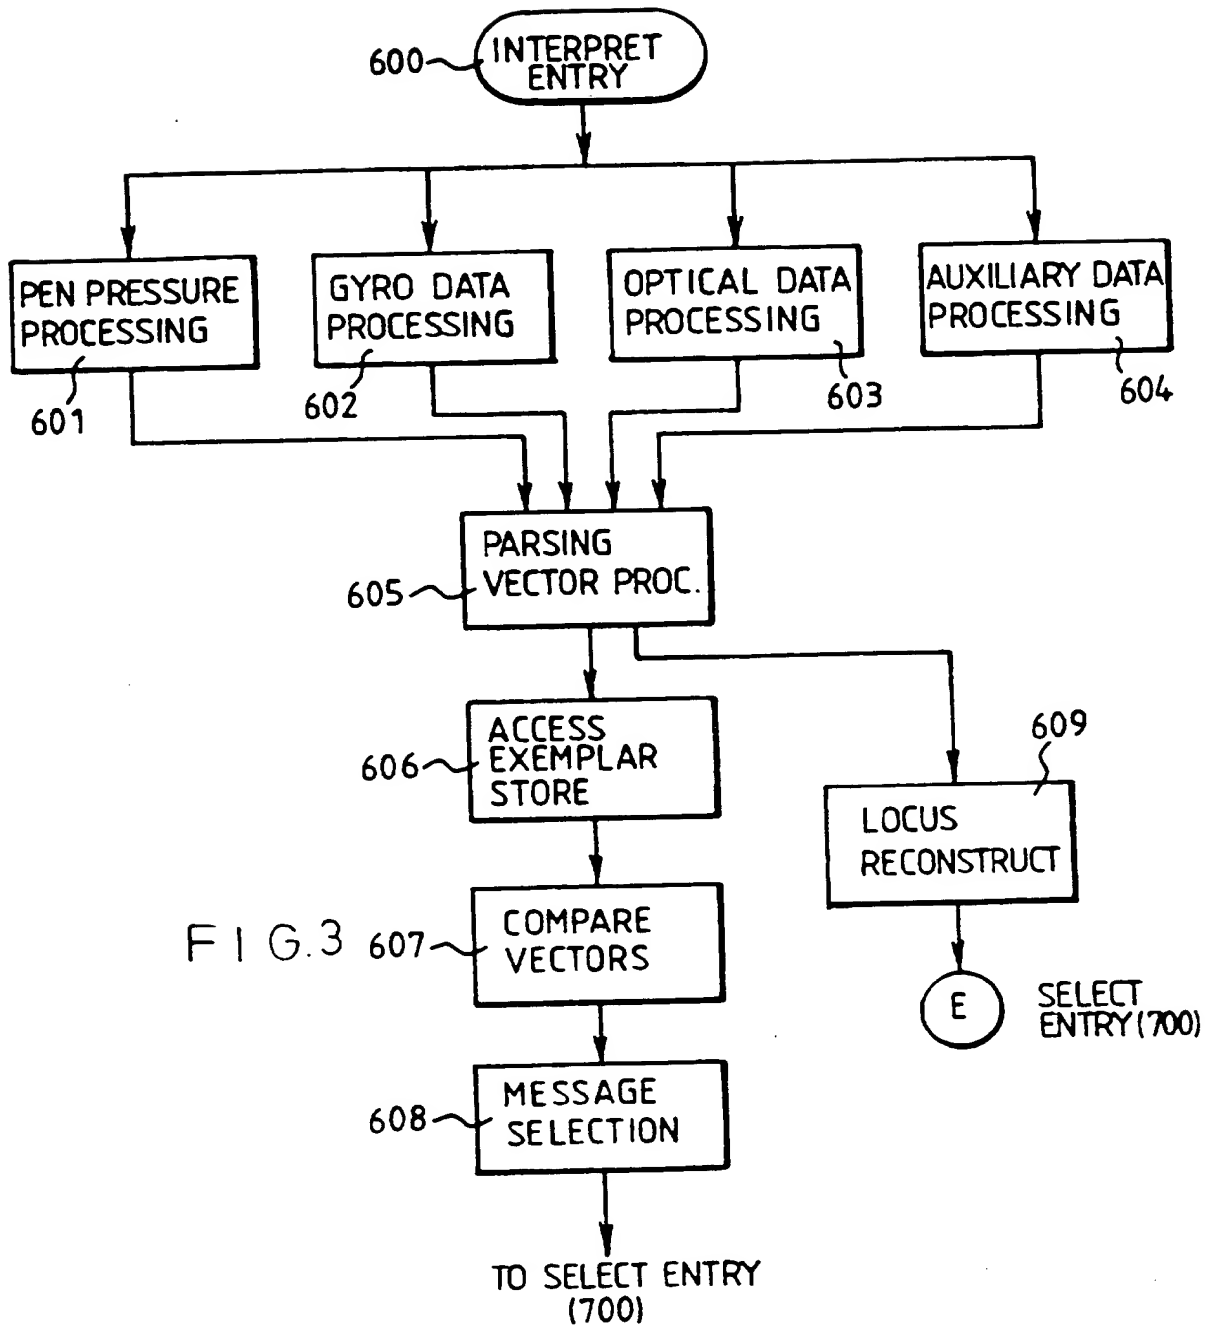 INTERPRET
ENTRY
600
PEN PRESSURE
PROCESSING
601
GYRO DATA
PROCESSING
602
OPTICAL DATA
PROCESSING
603
AUXILIARY DATA
PROCESSING
604
PARSING
VECTOR PROC.
605
ACCESS
EXEMPLAR
STORE
606
609
LOCUS
RECONSTRUCT
COMPARE
VECTORS
607
FIG.3
E
SELECT
ENTRY (700)
MESSAGE
SELECTION
608
TO SELECT ENTRY
(700)